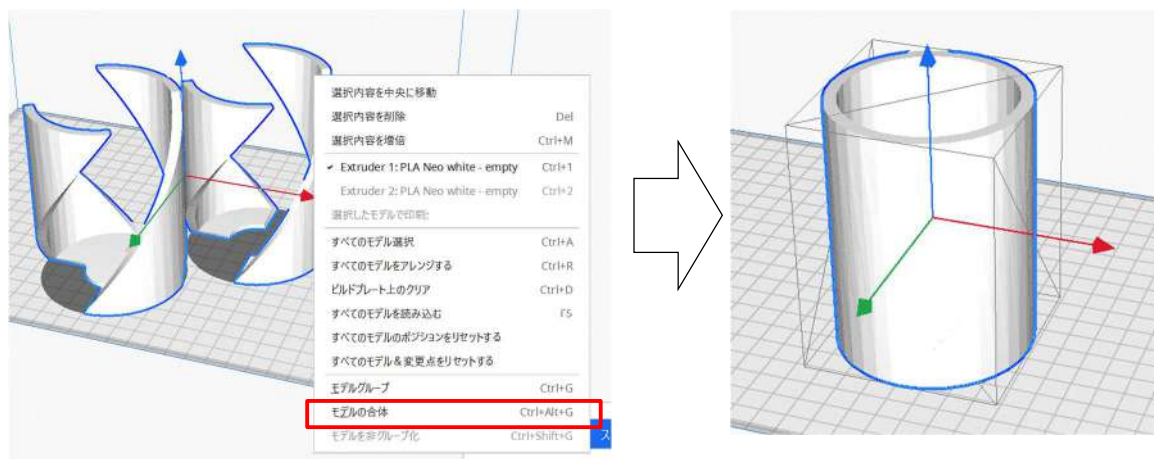 選択内容を中央に移動
選択内容を削除 Del
選択内容を増倍 Ctrl+M
✓ Extruder 1: PLA Neo white - empty Ctrl+1
Extruder 2: PLA Neo white - empty Ctrl+2
選択したモデルで印刷:
すべてのモデル選択 Ctrl+A
すべてのモデルをアレンジする Ctrl+R
ビルドプレート上のクリア Ctrl+D
すべてのモデルを読み込む F5
すべてのモデルのポジションをリセットする
すべてのモデル&変更点をリセットする
モデルグループ Ctrl+G
モデルの合体 Ctrl+Alt+G
モデルを非グループ化 Ctrl+Shift+G
ス